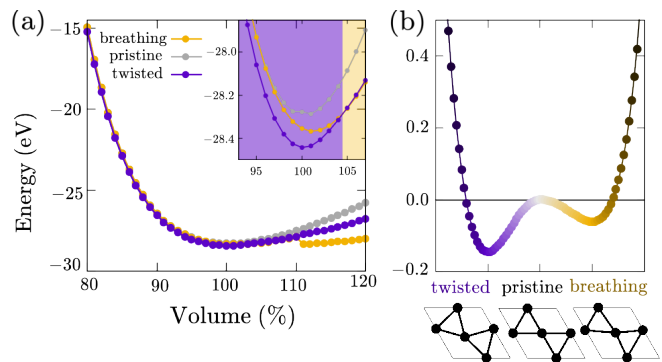 (a)
Energy (eV)
−15
−20
−25
−30
80
90
100
110
120
Volume (%)
breathing
pristine
twisted
−28.0
−28.2
−28.4
95
100
105
(b)
0.4
0.2
0.0
−0.2
twisted pristine breathing